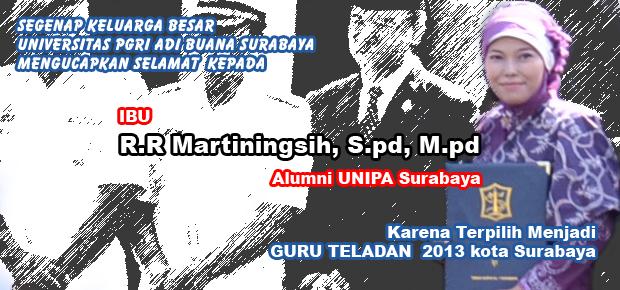 SEGENAP KELUARGA BESAR
UNIVERSITAS PGRI ADI BUANA SURABAYA
MENGUCAPKAN SELAMAT KEPADA
IBU
R.R Martiningsih, S.pd, M.pd
Alumni UNIPA Surabaya
Karena Terpilih Menjadi
GURU TELADAN 2013 kota Surabaya